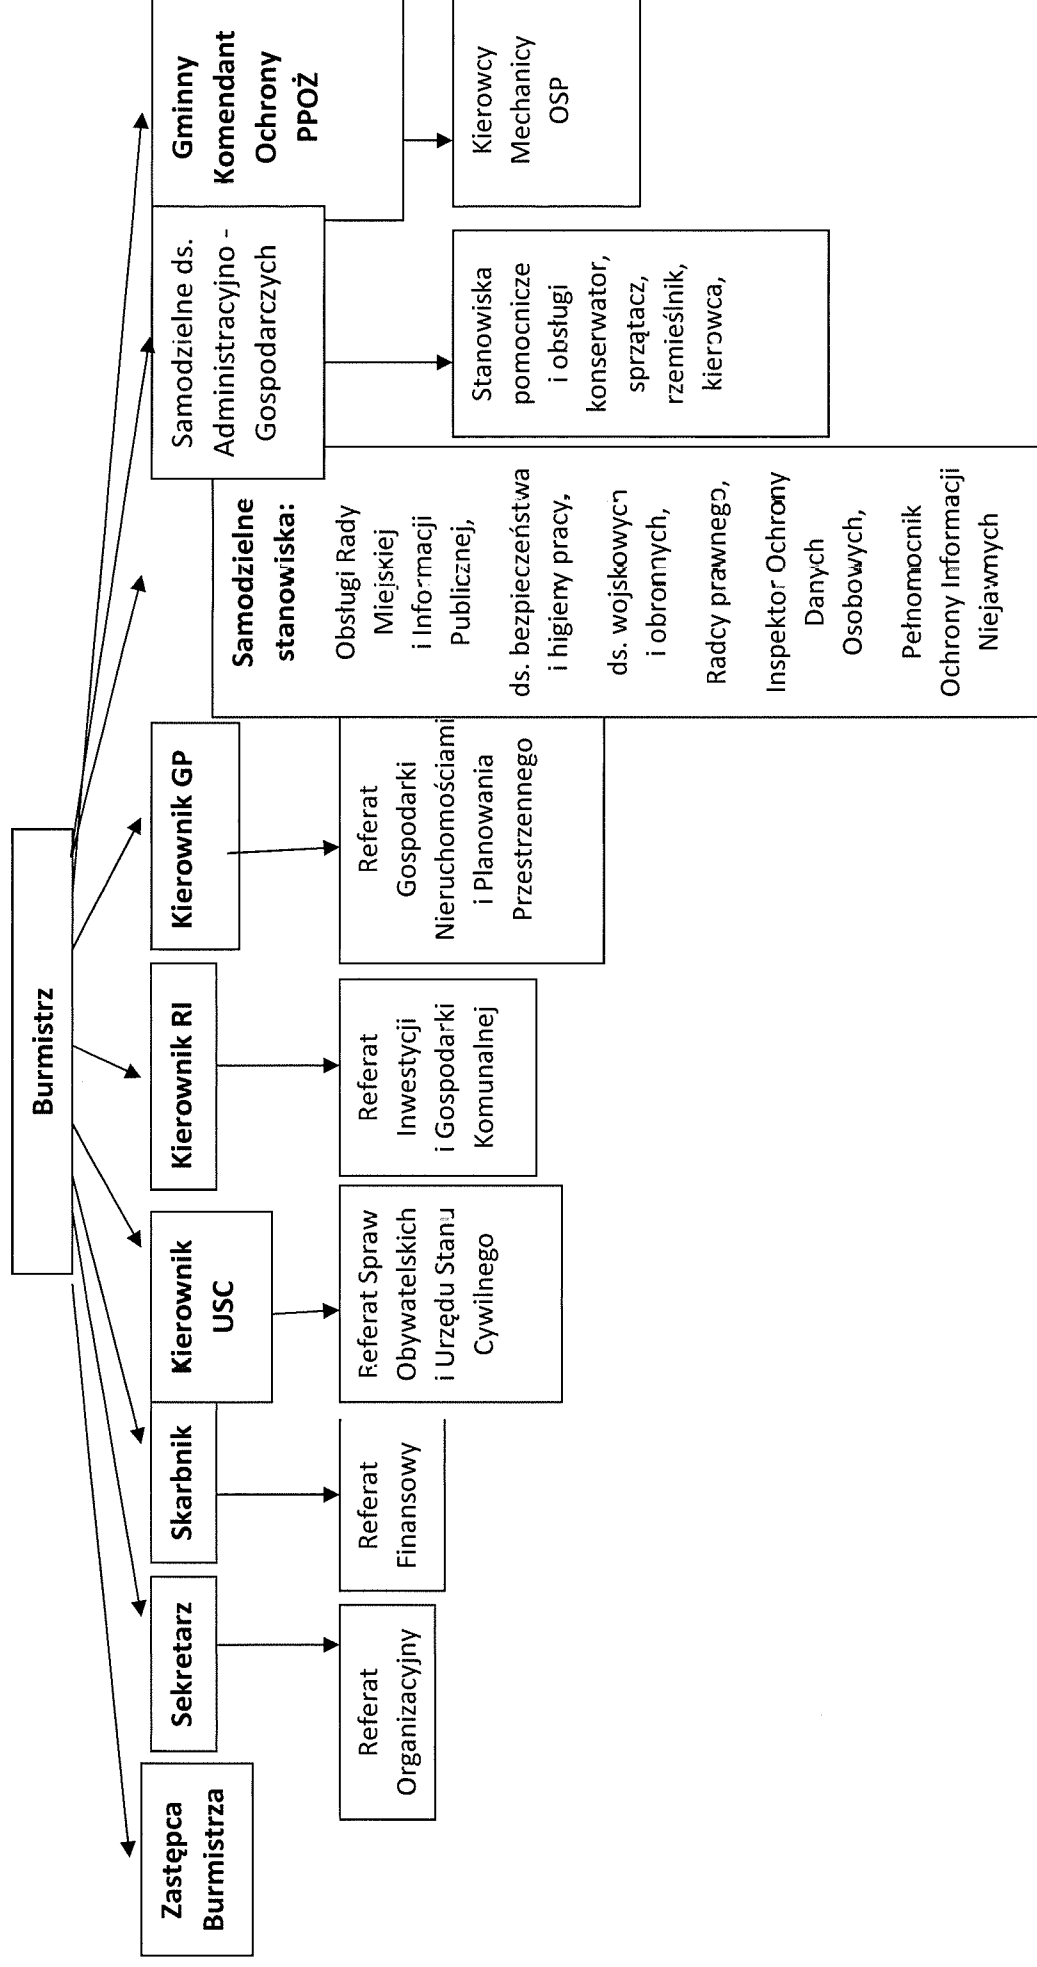 Burmistrz
Zastępca
Burmistrza
Sekretarz
Skarbnik
Kierownik
USC
Kierownik RI
Kierownik GP
Samodzielne
stanowiska:
Obsługi Rady
Miejskiej
i Informacji
Publicznej,
ds. bezpieczeństwa
i higieny pracy,
ds. wojskowych
i obronnych,
Radcy prawnego,
Inspektor Ochrony
Danych
Osobowych,
Pełnomocnik
Ochrony Informacji
Niejawnych
Samodzielne ds.
Administracyjno -
Gospodarczych
Gminny
Komendant
Ochrony
PPOŻ
Referat
Organizacyjny
Referat
Finansowy
Referat Spraw
Obywatelskich
i Urzędu Stanu
Cywilnego
Referat
Inwestycji
i Gospodarki
Komunalnej
Referat
Gospodarki
Nieruchomościami
i Planowania
Przestrzennego
Stanowiska
pomocnicze
i obsługi
konserwator,
sprzątacz,
rzemieślnik,
kierowca,
Kierowcy
Mechanicy
OSP